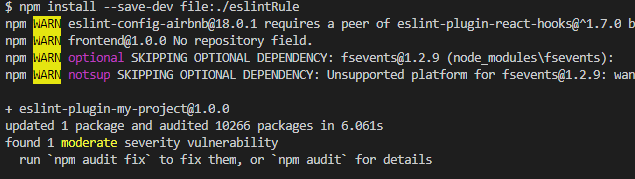 $ npm install --save-dev file:./eslintRule
npm WARN eslint-config-airbnb@18.0.1 requires a peer of eslint-plugin-react-hooks@^1.7.0 b
npm WARN frontend@1.0.0 No repository field.
npm WARN optional SKIPPING OPTIONAL DEPENDENCY: fsevents@1.2.9 (node_modules\fsevents):
npm WARN notsup SKIPPING OPTIONAL DEPENDENCY: Unsupported platform for fsevents@1.2.9: wan
+ eslint-plugin-my-project@1.0.0
updated 1 package and audited 10266 packages in 6.061s
found 1 moderate severity vulnerability
run `npm audit fix` to fix them, or `npm audit` for details